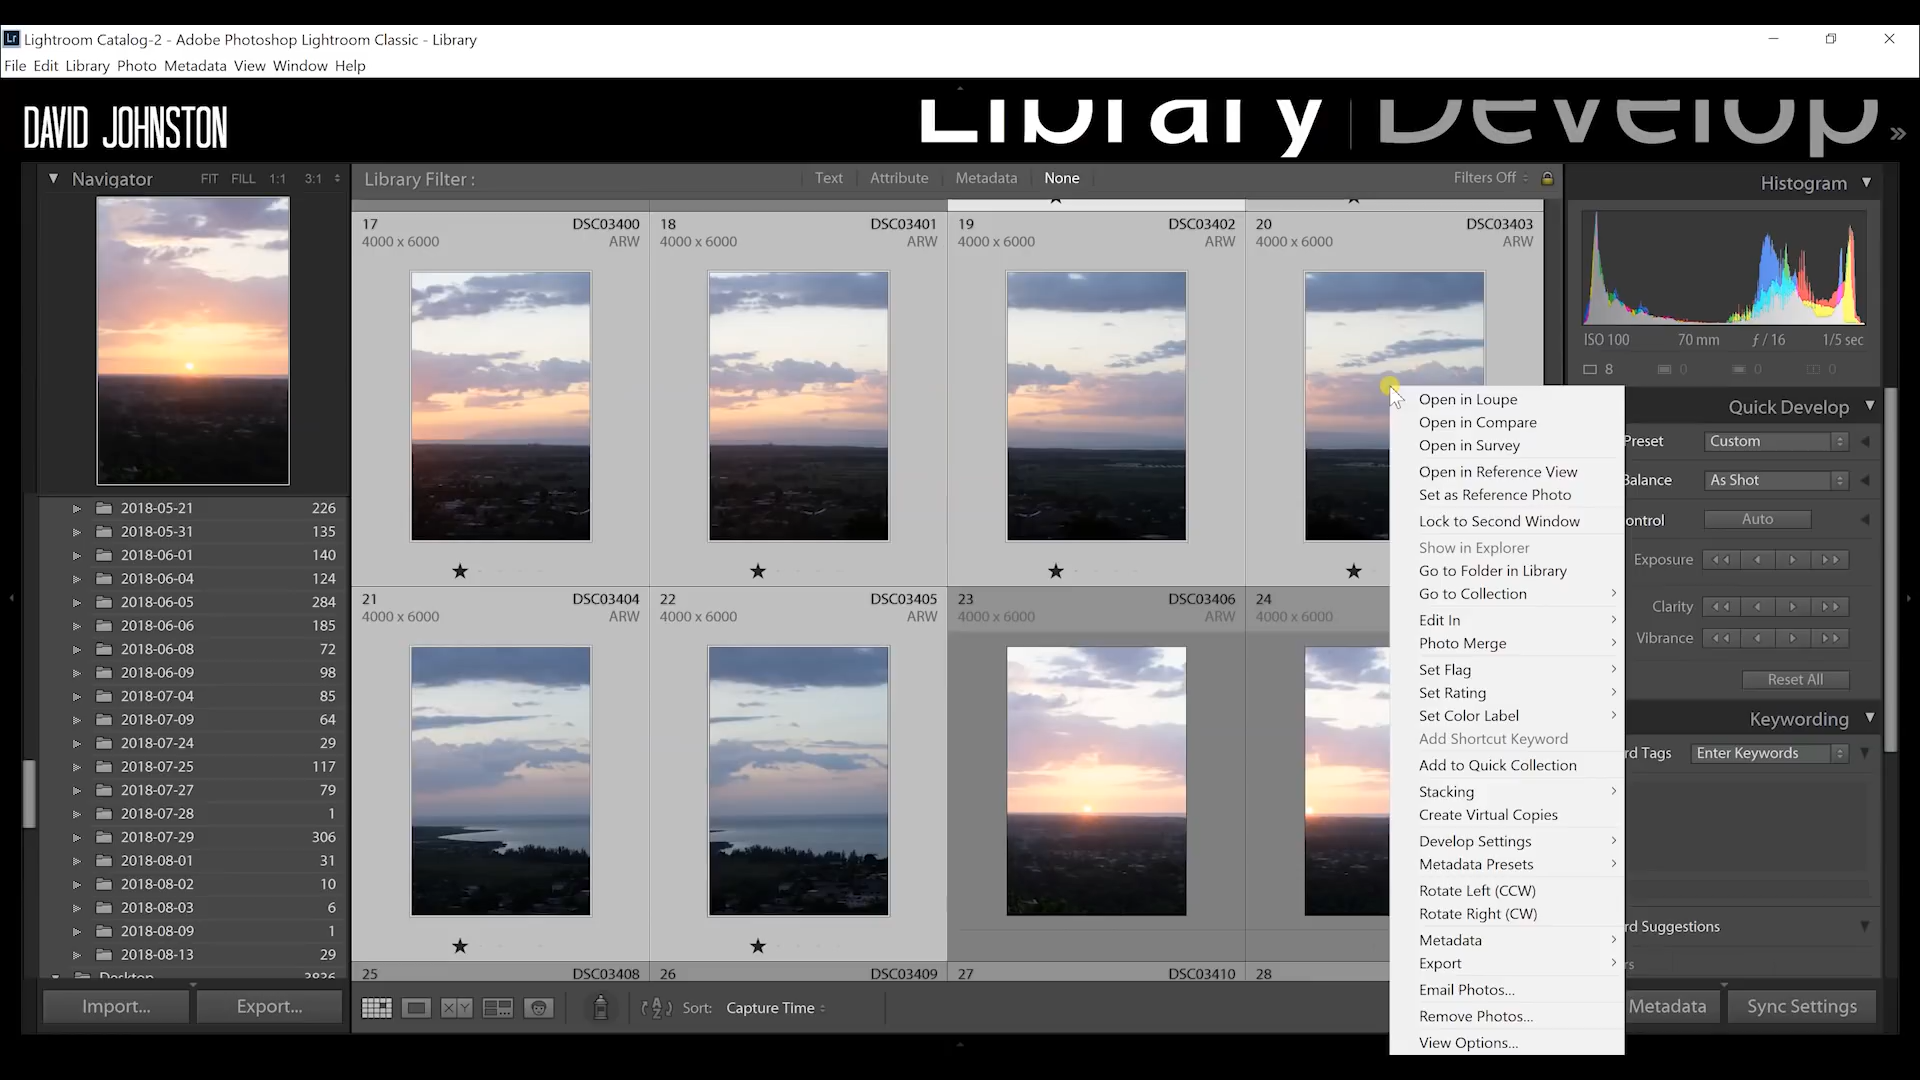 Lr Lightroom Catalog-2 - Adobe Photoshop Lightroom Classic - Library
File Edit Library Photo Metadata View Window Help
DAVID JOHNSTON
Library | Develop »
Navigator FIT FILL 1:1 3:1
Library Filter : Text Attribute Metadata None Filters Off
Histogram
17 DSC03400
4000 x 6000 ARW
18 DSC03401
4000 x 6000 ARW
19 DSC03402
4000 x 6000 ARW
20 DSC03403
4000 x 6000 ARW
ISO 100 70 mm ƒ / 16 1/5 sec
8 0 0 0
Quick Develop
Preset Custom
Balance As Shot
ontrol Auto
Exposure
Clarity
Vibrance
Reset All
Keywording
rd Tags Enter Keywords
rd Suggestions
rs
Open in Loupe
Open in Compare
Open in Survey
Open in Reference View
Set as Reference Photo
Lock to Second Window
Show in Explorer
Go to Folder in Library
Go to Collection
Edit In
Photo Merge
Set Flag
Set Rating
Set Color Label
Add Shortcut Keyword
Add to Quick Collection
Stacking
Create Virtual Copies
Develop Settings
Metadata Presets
Rotate Left (CCW)
Rotate Right (CW)
Metadata
Export
Email Photos...
Remove Photos...
View Options...
2018-05-21 226
2018-05-31 135
2018-06-01 140
2018-06-04 124
2018-06-05 284
2018-06-06 185
2018-06-08 72
2018-06-09 98
2018-07-04 85
2018-07-09 64
2018-07-24 29
2018-07-25 117
2018-07-27 79
2018-07-28 1
2018-07-29 306
2018-08-01 31
2018-08-02 10
2018-08-03 6
2018-08-09 1
2018-08-13 29
Desktop 3836
21 DSC03404
4000 x 6000 ARW
22 DSC03405
4000 x 6000 ARW
23 DSC03406
4000 x 6000 ARW
24
4000 x 6000
25 DSC03408
26 DSC03409
27 DSC03410
28
Import... Export...
X Y
A Z Sort: Capture Time
Metadata Sync Settings